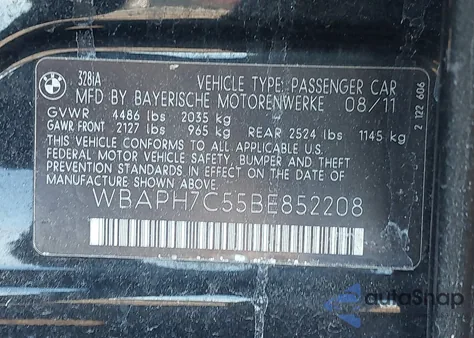 BMW
328iA
VEHICLE TYPE: PASSENGER CAR
MFD BY BAYERISCHE MOTORENWERKE 08/11
GVWR 4486 lbs 2035 kg
GAWR FRONT 2127 lbs 965 kg REAR 2524 lbs 1145 kg
THIS VEHICLE CONFORMS TO ALL APPLICABLE U.S.
FEDERAL MOTOR VEHICLE SAFETY, BUMPER AND THEFT
PREVENTION STANDARDS IN EFFECT ON THE DATE OF
MANUFACTURE SHOWN ABOVE.
WBAPH7C55BE852208
2 122 606
autoSnap